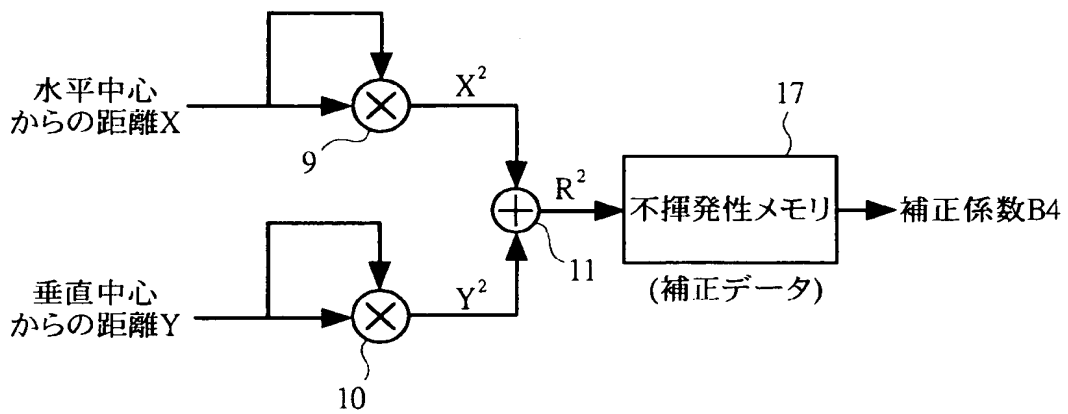 水平中心
からの距離X
9
X²
垂直中心
からの距離Y
10
Y²
11
R²
17
不揮発性メモリ
(補正データ)
補正係数B4